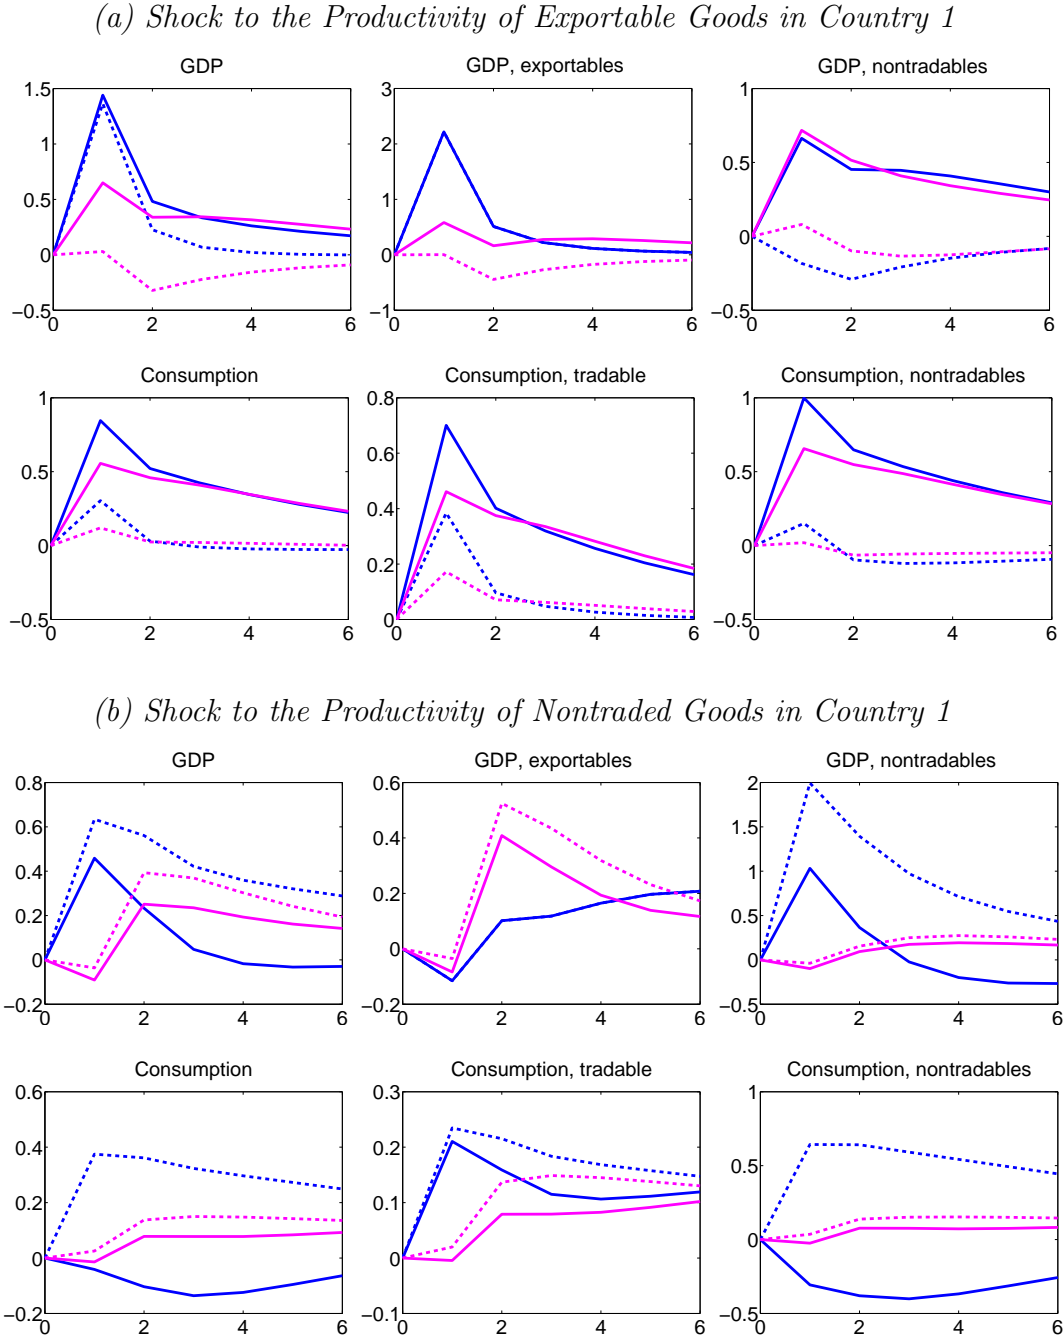 (a) Shock to the Productivity of Exportable Goods in Country 1
GDP
GDP, exportables
GDP, nontradables
1.5
1
0.5
0
−0.5
0 2 4 6
3
2
1
0
−1
0 2 4 6
1
0.5
0
−0.5
0 2 4 6
Consumption
Consumption, tradable
Consumption, nontradables
1
0.5
0
−0.5
0 2 4 6
0.8
0.6
0.4
0.2
0
0 2 4 6
1
0.5
0
−0.5
0 2 4 6
(b) Shock to the Productivity of Nontraded Goods in Country 1
GDP
GDP, exportables
GDP, nontradables
0.8
0.6
0.4
0.2
0
−0.2
0 2 4 6
0.6
0.4
0.2
0
−0.2
0 2 4 6
2
1.5
1
0.5
0
−0.5
0 2 4 6
Consumption
Consumption, tradable
Consumption, nontradables
0.6
0.4
0.2
0
−0.2
0 2 4 6
0.3
0.2
0.1
0
−0.1
0 2 4 6
1
0.5
0
−0.5
0 2 4 6